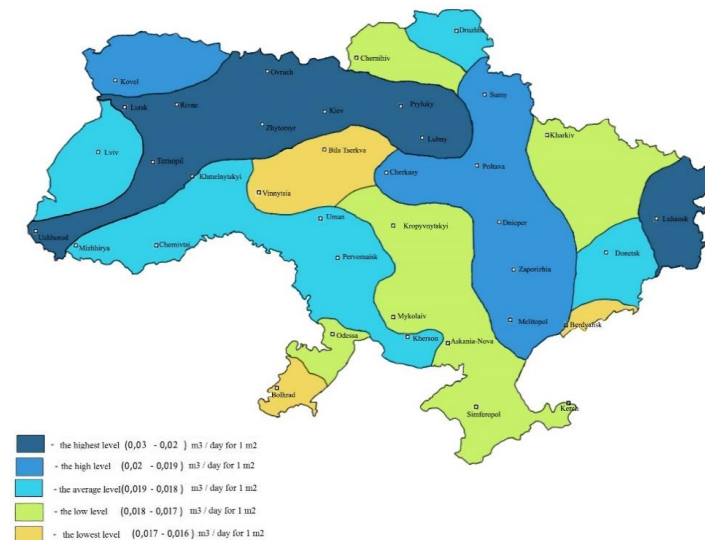 Druzhba
Chernihiv
Ovruch
Kovel
Sumy
Lutsk
Rivne
Kiev
Pryluky
Zhytomyr
Lubny
Kharkiv
Lviv
Bila Tserkva
Ternopil
Poltava
Khmelnytskyi
Cherkasy
Vinnytsia
Uman
Luhansk
Dnieper
Kropyvnytskyi
Uzhhorod
Mizhhirya
Chernivtsi
Donetsk
Pervomaisk
Zaporizhia
Mykolaiv
Melitopol
Berdyansk
Odessa
Kherson
Askania-Nova
Bolhrad
Simferopol
Kerch
- the highest level (0,03 - 0,02 ) m3 / day for 1 m2
- the high level (0,02 - 0,019) m3 / day for 1 m2
- the average level(0,019 - 0,018) m3 / day for 1 m2
- the low level (0,018 - 0,017) m3 / day for 1 m2
- the lowest level (0,017 - 0,016) m3 / day for 1 m2